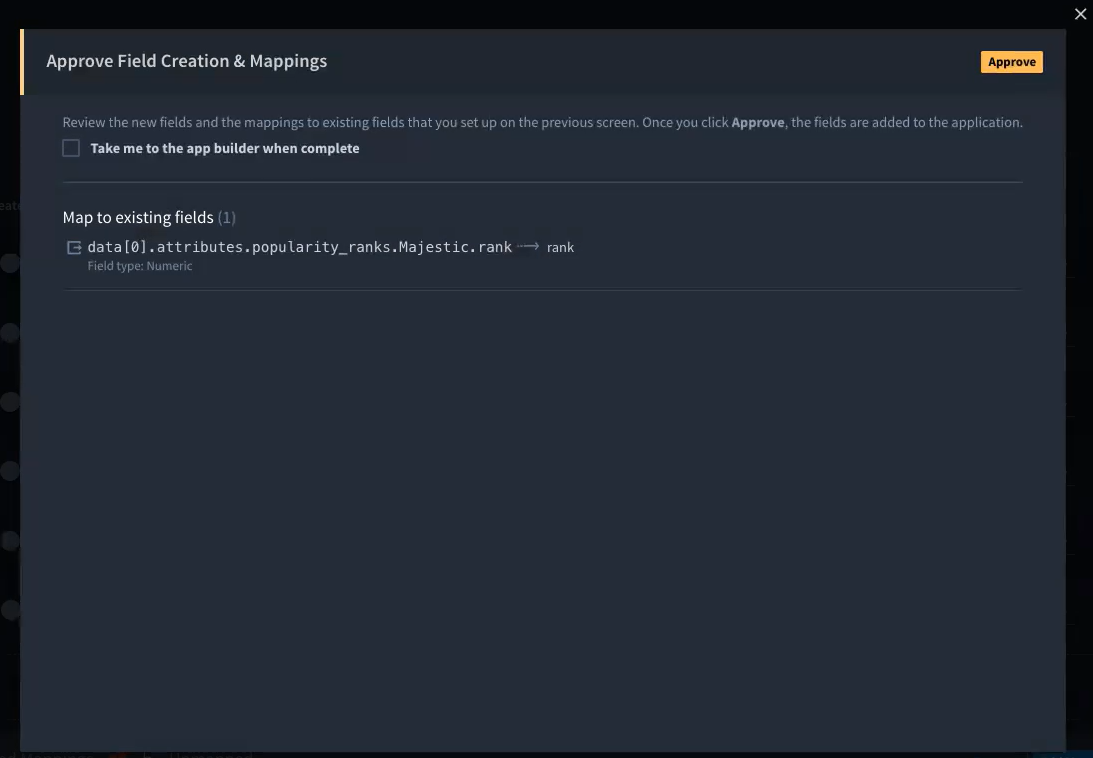 Approve Field Creation & Mappings
Approve
Review the new fields and the mappings to existing fields that you set up on the previous screen. Once you click Approve, the fields are added to the application.
Take me to the app builder when complete
Map to existing fields (1)
data[0].attributes.popularity_ranks.Majestic.rank → rank
Field type: Numeric